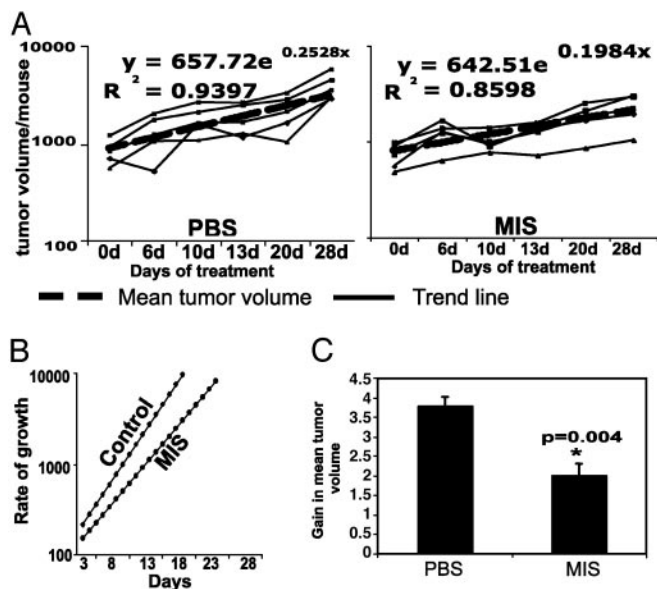 A
tumor volume/mouse
10000
1000
100
y = 657.72e 0.2528x
R 2 = 0.9397
PBS
0d 6d 10d 13d 20d 28d
Days of treatment
y = 642.51e 0.1984x
R 2 = 0.8598
MIS
0d 6d 10d 13d 20d 28d
Days of treatment
Mean tumor volume
Trend line
B
Rate of growth
10000
1000
100
Control
MIS
3 8 13 18 23 28
Days
C
Gain in mean tumor
volume
4.5
4
3.5
3
2.5
2
1.5
1
0.5
0
p=0.004
*
PBS MIS